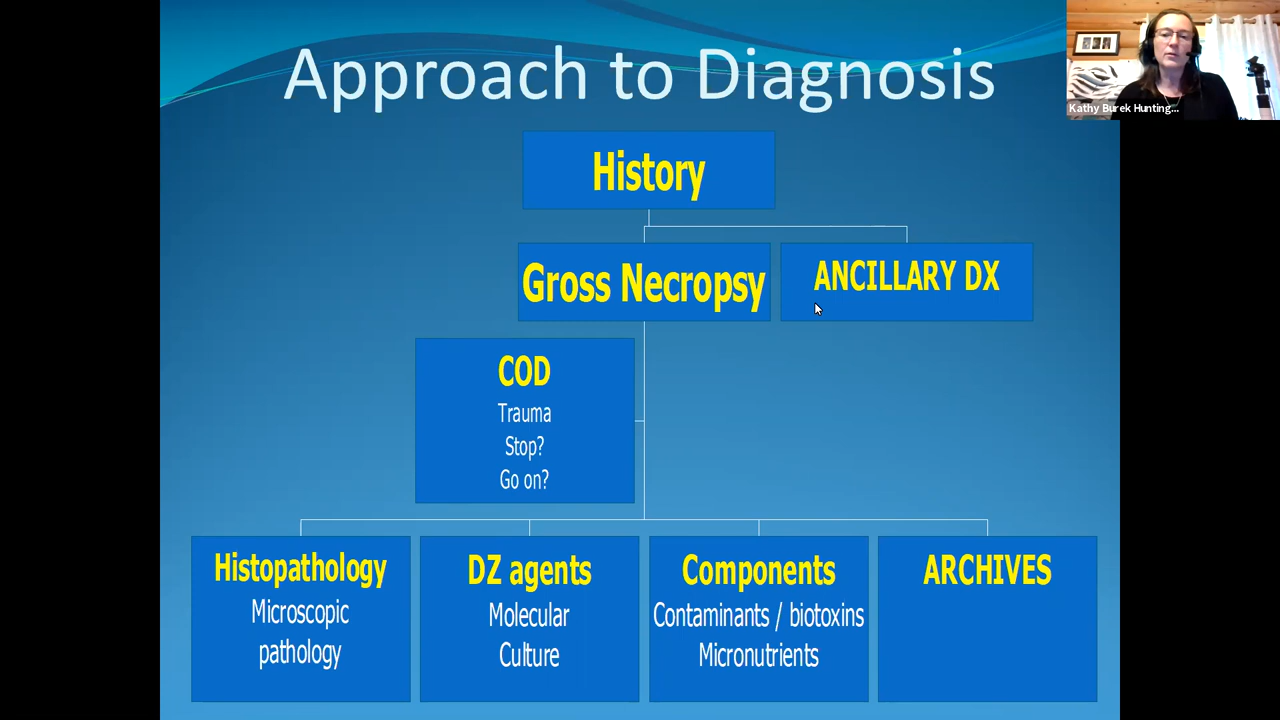 Approach to Diagnosis
Kathy Burek Hunting...
History
Gross Necropsy
ANCILLARY DX
COD
Trauma
Stop?
Go on?
Histopathology
Microscopic
pathology
DZ agents
Molecular
Culture
Components
Contaminants / biotoxins
Micronutrients
ARCHIVES